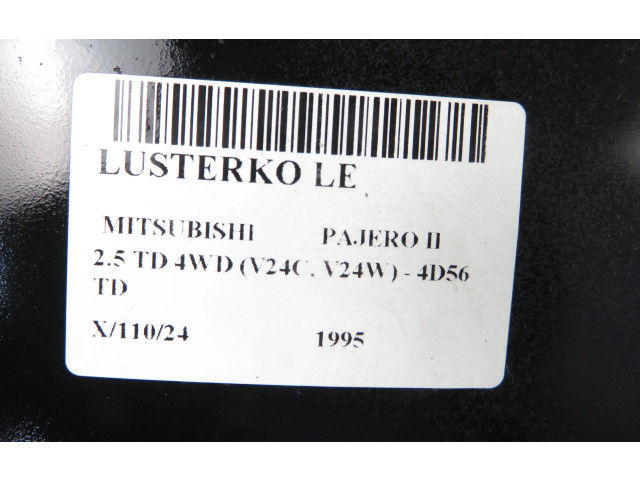 LUSTERKO LE
MITSUBISHI PAJERO II
2.5 TD 4WD (V24C, V24W) - 4D56
TD
X/110/24 1995